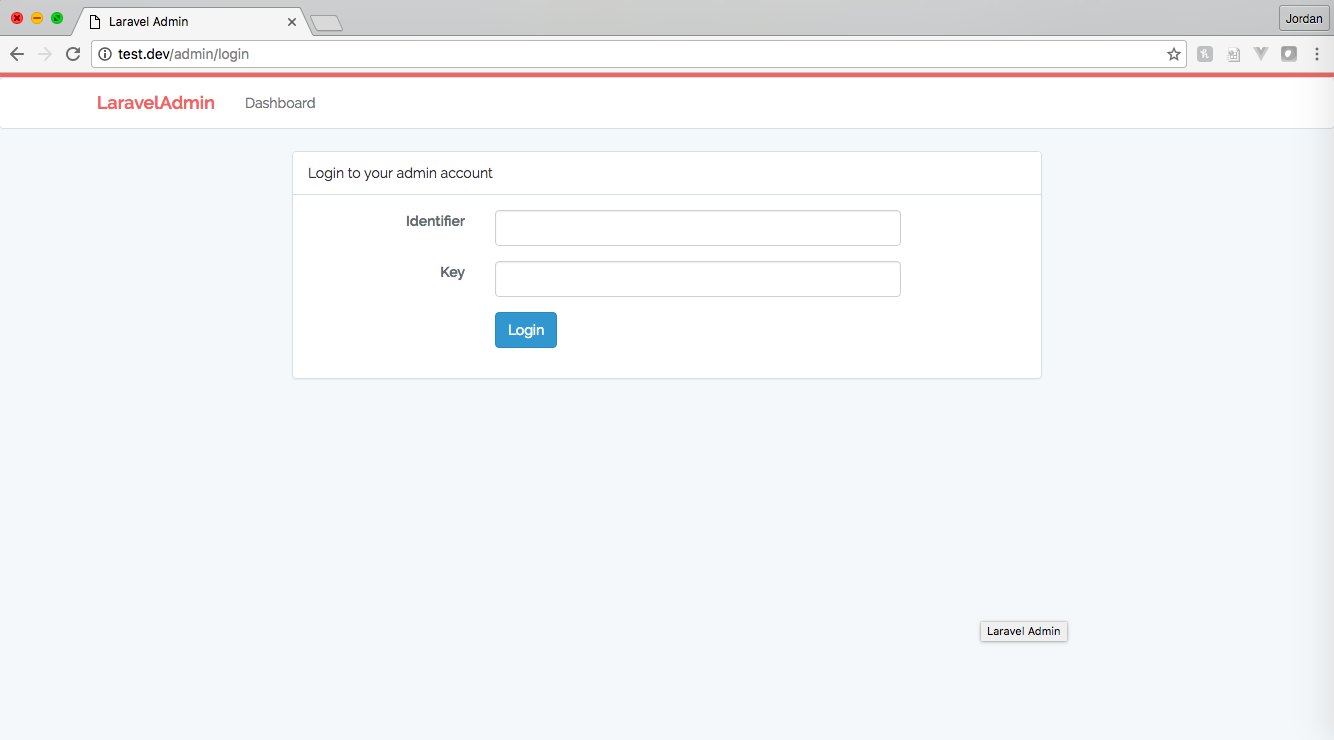 Laravel Admin
Jordan
test.dev/admin/login
LaravelAdmin
Dashboard
Login to your admin account
Identifier
Key
Login
Laravel Admin